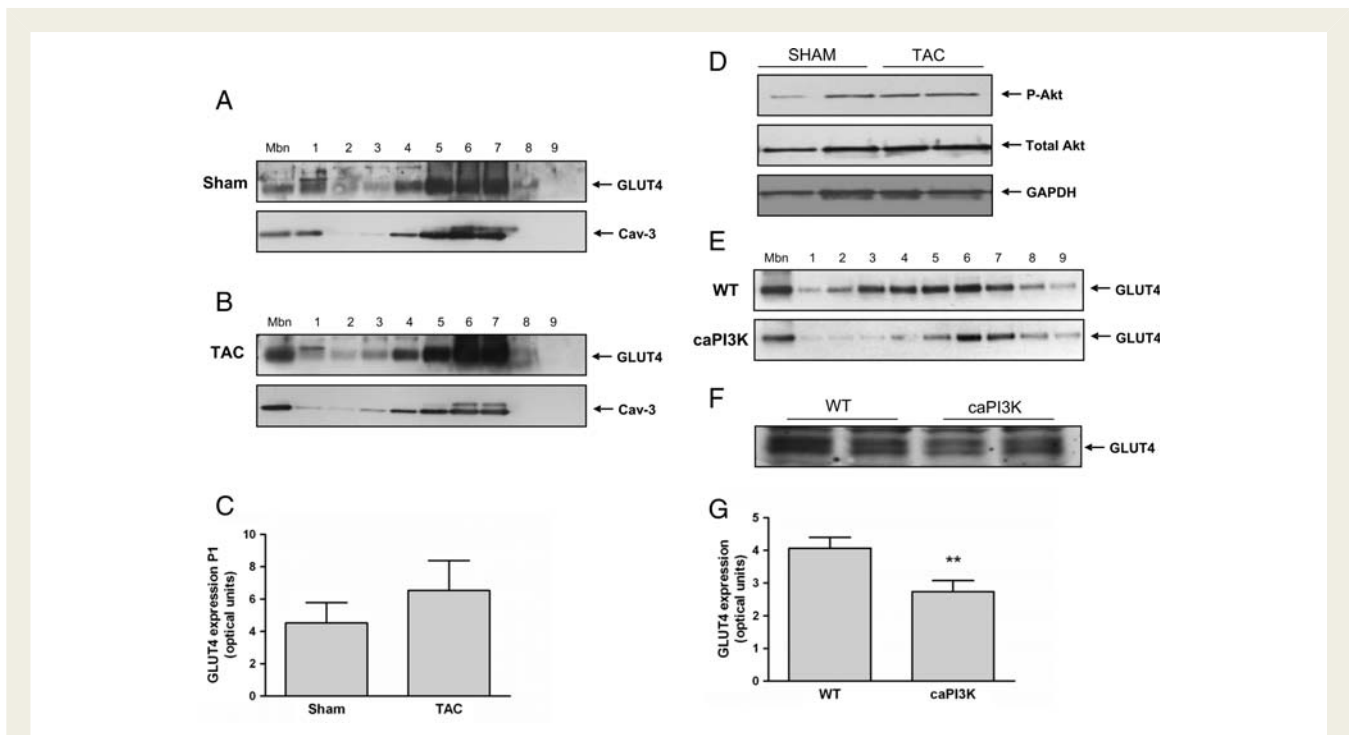 A
Mbn 1 2 3 4 5 6 7 8 9
Sham
← GLUT4
← Cav-3
B
Mbn 1 2 3 4 5 6 7 8 9
TAC
← GLUT4
← Cav-3
C
GLUT4 expression P1
(optical units)
10
8
6
4
2
0
Sham TAC
D
SHAM TAC
← P-Akt
← Total Akt
← GAPDH
E
Mbn 1 2 3 4 5 6 7 8 9
WT
← GLUT4
caPI3K
← GLUT4
F
WT caPI3K
← GLUT4
G
GLUT4 expression
(optical units)
5
4
3
2
1
0
**
WT caPI3K